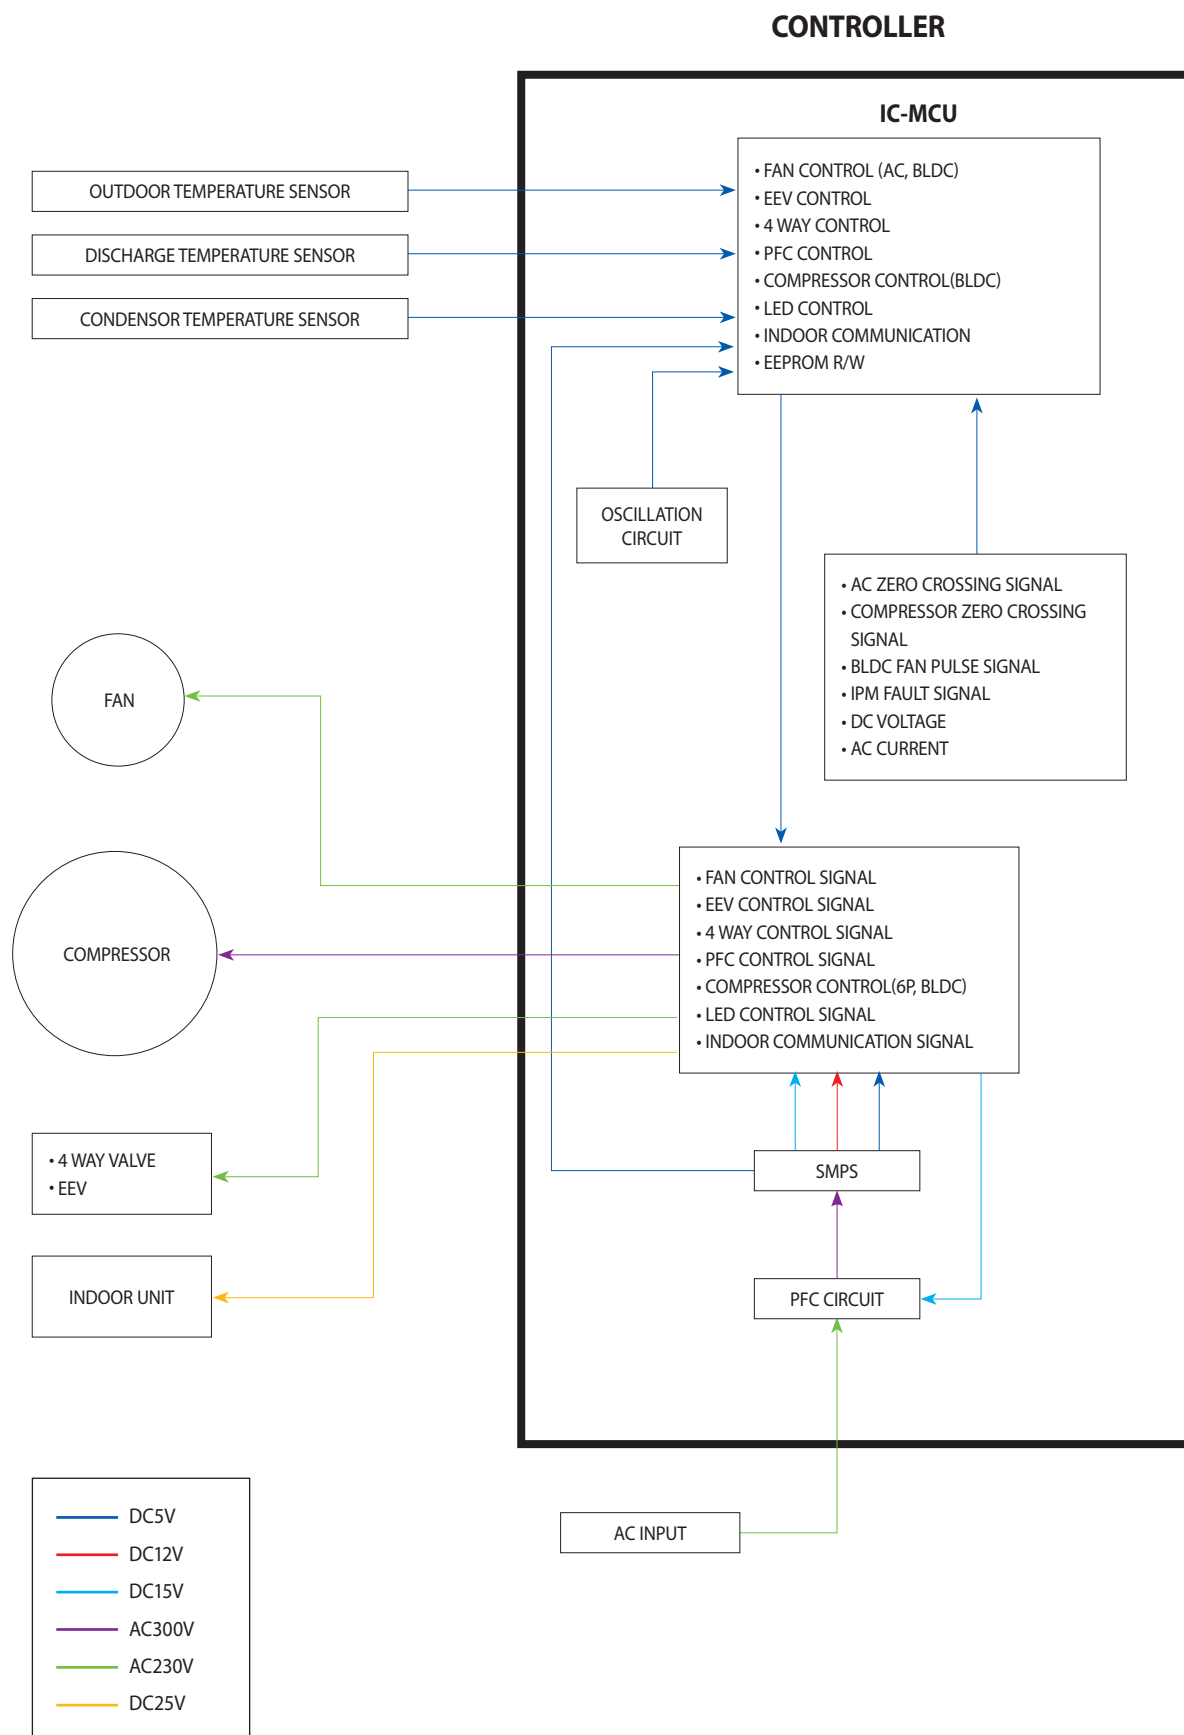 CONTROLLER
IC-MCU
• FAN CONTROL (AC, BLDC)
• EEV CONTROL
• 4 WAY CONTROL
• PFC CONTROL
• COMPRESSOR CONTROL(BLDC)
• LED CONTROL
• INDOOR COMMUNICATION
• EEPROM R/W
OUTDOOR TEMPERATURE SENSOR
DISCHARGE TEMPERATURE SENSOR
CONDENSOR TEMPERATURE SENSOR
OSCILLATION
CIRCUIT
• AC ZERO CROSSING SIGNAL
• COMPRESSOR ZERO CROSSING
SIGNAL
• BLDC FAN PULSE SIGNAL
• IPM FAULT SIGNAL
• DC VOLTAGE
• AC CURRENT
FAN
COMPRESSOR
• FAN CONTROL SIGNAL
• EEV CONTROL SIGNAL
• 4 WAY CONTROL SIGNAL
• PFC CONTROL SIGNAL
• COMPRESSOR CONTROL(6P, BLDC)
• LED CONTROL SIGNAL
• INDOOR COMMUNICATION SIGNAL
• 4 WAY VALVE
• EEV
SMPS
INDOOR UNIT
PFC CIRCUIT
AC INPUT
DC5V
DC12V
DC15V
AC300V
AC230V
DC25V